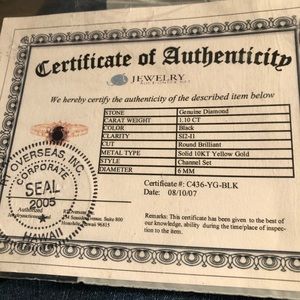 Certificate of Authenticity
JEWELRY
We hereby certify the authenticity of the described item below
STONE Genuine Diamond
CARAT WEIGHT 1.10 CT
COLOR Black
CLARITY SI2-I1
CUT Round Brilliant
METAL TYPE Solid 10KT Yellow Gold
STYLE Channel Set
DIAMETER 6 MM
OVERSEAS, INC.
CORPORATE
SEAL
2005
HAWAII
Certificate #: C436-YG-BLK
Date: 08/10/07
Authorized
Suite 800
96815
Remarks: This certificate has been given to the best of
our knowledge, ability during the time/place of inspection
to the item.